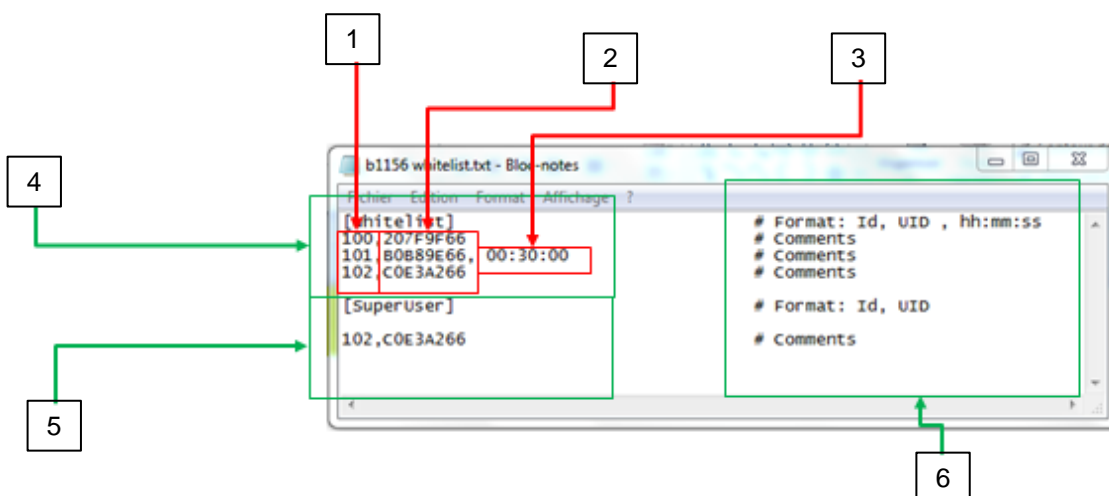 1
2
3
4
b1156 whitelist.txt - Bloc-notes
Fichier Edition Format Affichage ?
[Whitelist] # Format: Id, UID , hh:mm:ss
100,207F9F66 # Comments
101,B0B89E66, 00:30:00 # Comments
102,C0E3A266 # Comments
[SuperUser] # Format: Id, UID
102,C0E3A266 # Comments
5
6